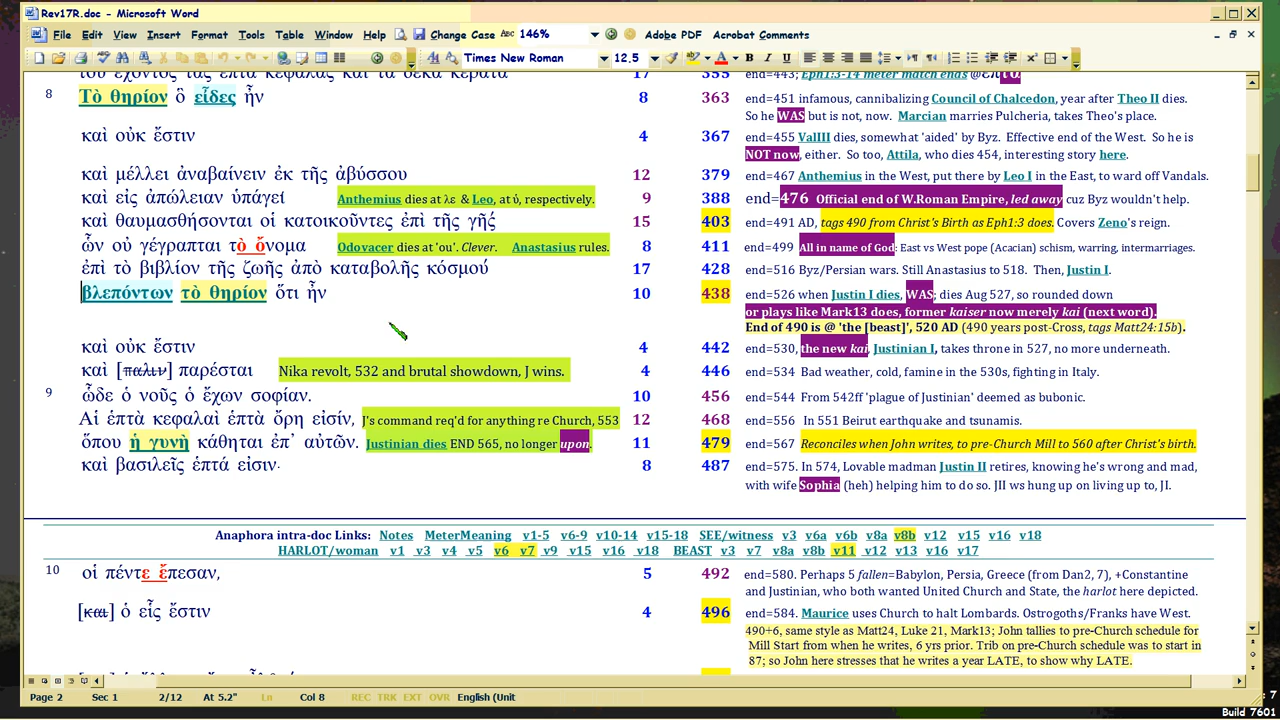 Rev17R.doc - Microsoft Word
File Edit View Insert Format Tools Table Window Help Change Case ABC 146% Adobe PDF Acrobat Comments
Times New Roman 12.5 B I U
17 355 end=443; Eph1:3-14 meter match ends @ἑπτὰ
8 Τὸ θηρίον ὃ εἶδες ἦν 8 363 end=451 infamous, cannibalizing Council of Chalcedon, year after Theo II dies.
So he WAS but is not, now. Marcian marries Pulcheria, takes Theo's place.
καὶ οὐκ ἔστιν 4 367 end=455 ValIII dies, somewhat 'aided' by Byz. Effective end of the West. So he is
NOT now, either. So too, Attila, who dies 454, interesting story here.
καὶ μέλλει ἀναβαίνειν ἐκ τῆς ἀβύσσου 12 379 end=467 Anthemius in the West, put there by Leo I in the East, to ward off Vandals.
καὶ εἰς ἀπώλειαν ὑπάγεί Anthemius dies at λε & Leo, at ύ, respectively. 9 388 end=476 Official end of W.Roman Empire, led away cuz Byz wouldn't help.
καὶ θαυμασθήσονται οἱ κατοικοῦντες ἐπὶ τῆς γῆς 15 403 end=491 AD, tags 490 from Christ's Birth as Eph1:3 does. Covers Zeno's reign.
ὧν οὐ γέγραπται τὸ ὄνομα Odovacer dies at 'ou'. Clever. Anastasius rules. 8 411 end=499 All in name of God: East vs West pope (Acacian) schism, warring, intermarriages.
ἐπὶ τὸ βιβλίον τῆς ζωῆς ἀπὸ καταβολῆς κόσμού 17 428 end=516 Byz/Persian wars. Still Anastasius to 518. Then, Justin I.
βλεπόντων τὸ θηρίον ὅτι ἦν 10 438 end=526 when Justin I dies, WAS; dies Aug 527, so rounded down
or plays like Mark13 does, former kaiser now merely kai (next word).
End of 490 is @ 'the [beast]', 520 AD (490 years post-Cross, tags Matt24:15b).
καὶ οὐκ ἔστιν 4 442 end=530, the new kai, Justinian I, takes throne in 527, no more underneath.
καὶ [παλιν] παρέσται Nika revolt, 532 and brutal showdown, J wins. 4 446 end=534 Bad weather, cold, famine in the 530s, fighting in Italy.
9 ὧδε ὁ νοῦς ὁ ἔχων σοφίαν. 10 456 end=544 From 542ff 'plague of Justinian' deemed as bubonic.
Αἱ ἑπτὰ κεφαλαὶ ἑπτὰ ὄρη εἰσίν, J's command req'd for anything re Church, 553 12 468 end=556 In 551 Beirut earthquake and tsunamis.
ὅπου ἡ γυνὴ κάθηται ἐπ' αὐτῶν. Justinian dies END 565, no longer upon. 11 479 end=567 Reconciles when John writes, to pre-Church Mill to 560 after Christ's birth.
καὶ βασιλεῖς ἑπτά εἰσιν· 8 487 end=575. In 574, Lovable madman Justin II retires, knowing he's wrong and mad,
with wife Sophia (heh) helping him to do so. JII ws hung up on living up to, JI.
Anaphora intra-doc Links: Notes MeterMeaning v1-5 v6-9 v10-14 v15-18 SEE/witness v3 v6a v6b v8a v8b v12 v15 v16 v18
HARLOT/woman v1 v3 v4 v5 v6 v7 v9 v15 v16 v18 BEAST v3 v7 v8a v8b v11 v12 v13 v16 v17
10 οἱ πέντε ἔπεσαν, 5 492 end=580. Perhaps 5 fallen=Babylon, Persia, Greece (from Dan2, 7), +Constantine
and Justinian, who both wanted United Church and State, the harlot here depicted.
[και] ὁ εἷς ἔστιν 4 496 end=584. Maurice uses Church to halt Lombards. Ostrogoths/Franks have West.
490+6, same style as Matt24, Luke 21, Mark13; John tallies to pre-Church schedule for
Mill Start from when he writes, 6 yrs prior. Trib on pre-Church schedule was to start in
87; so John here stresses that he writes a year LATE, to show why LATE.
Page 2 Sec 1 2/12 At 5.2" Ln Col 8 REC TRK EXT OVR English (Unit
: 7
Build 7601